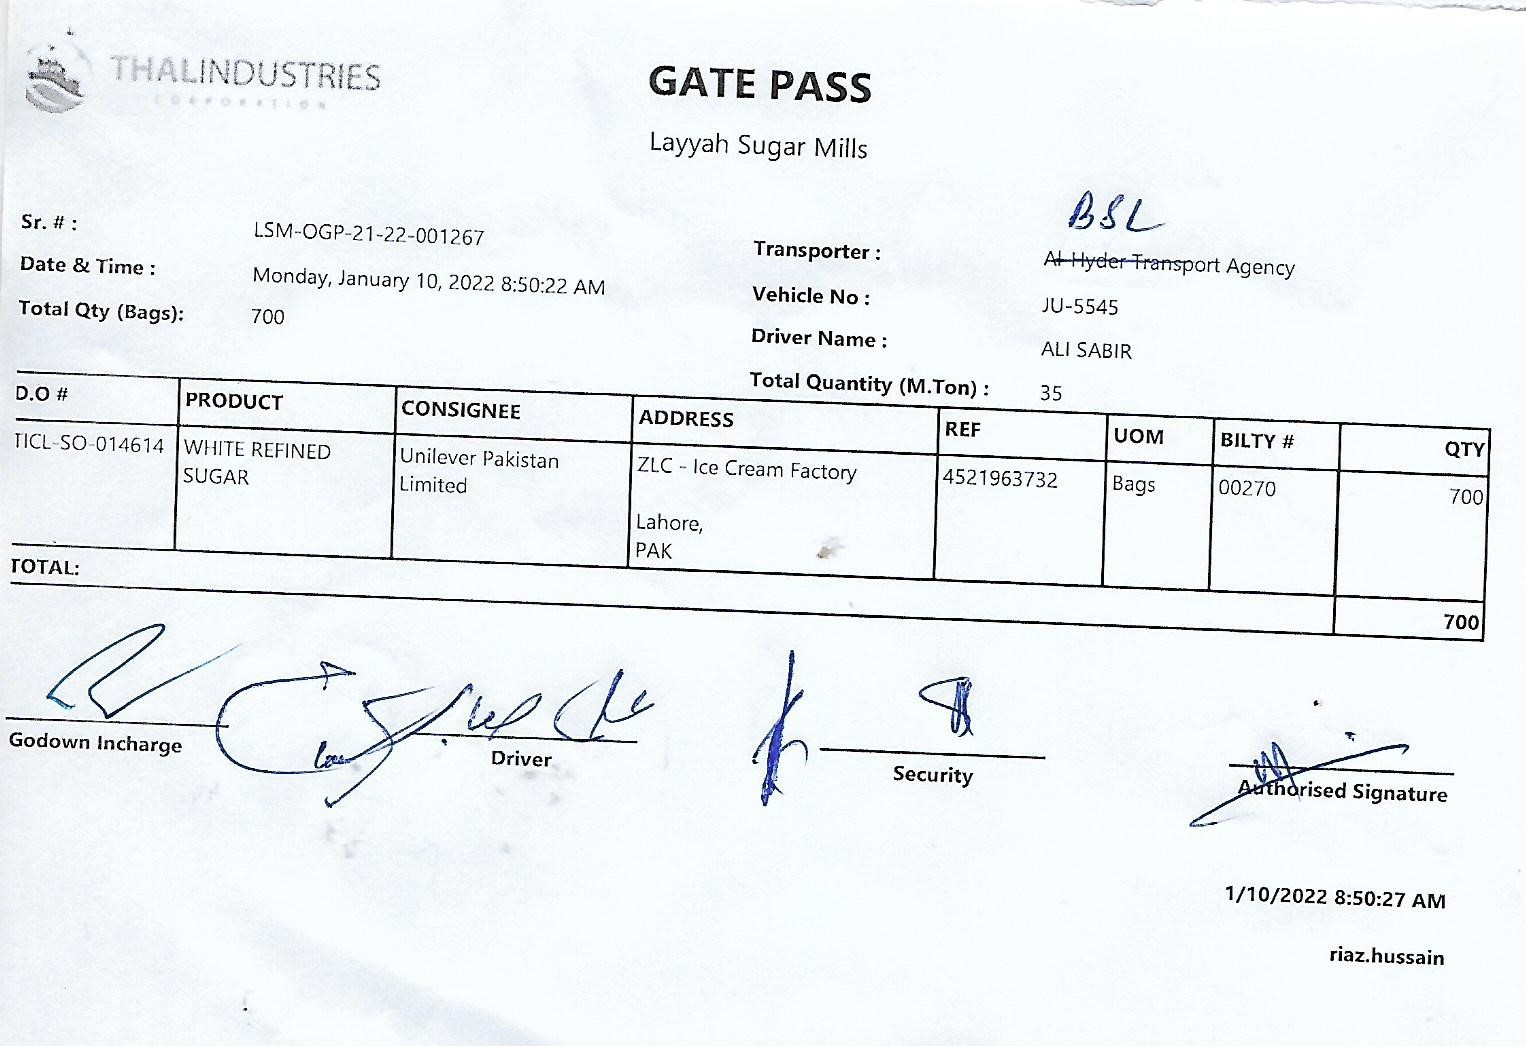 THALINDUSTRIES
CORPORATION
GATE PASS
Layyah Sugar Mills
Sr. # : LSM-OGP-21-22-001267
Date & Time : Monday, January 10, 2022 8:50:22 AM
Total Qty (Bags): 700
BSL
Transporter : Al-Hyder Transport Agency
Vehicle No : JU-5545
Driver Name : ALI SABIR
Total Quantity (M.Ton) : 35
D.O # PRODUCT CONSIGNEE ADDRESS REF UOM BILTY # QTY
TICL-SO-014614 WHITE REFINED Unilever Pakistan ZLC - Ice Cream Factory 4521963732 Bags 00270 700
SUGAR Limited
Lahore,
PAK
TOTAL:
700
Godown Incharge Driver Security Authorised Signature
1/10/2022 8:50:27 AM
riaz.hussain